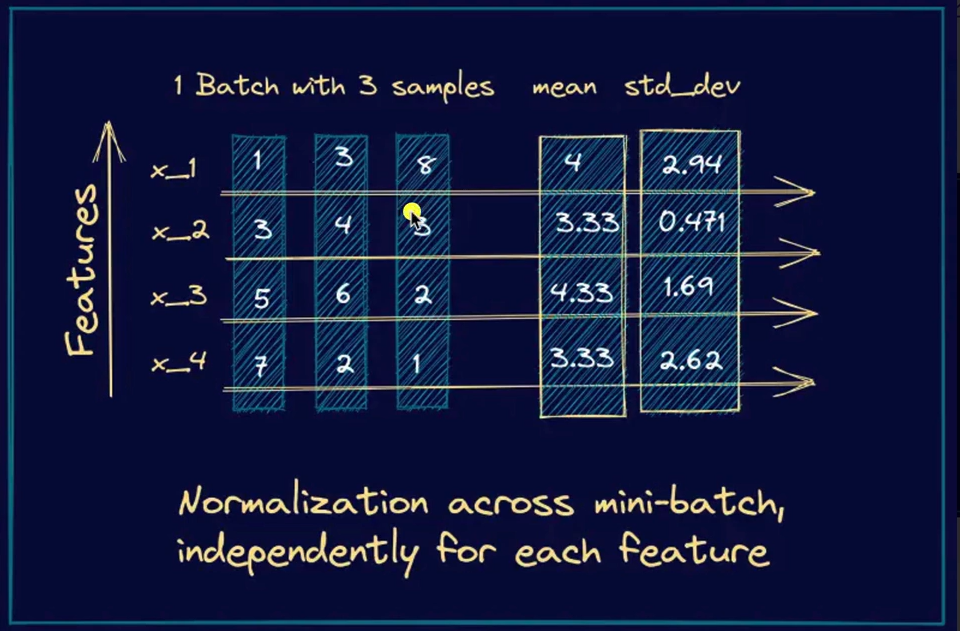 1 Batch with 3 samples mean std_dev
x_1 1 3 8 4 2.94
x_2 3 4 3 3.33 0.471
x_3 5 6 2 4.33 1.69
x_4 7 2 1 3.33 2.62
Features
Normalization across mini-batch,
independently for each feature